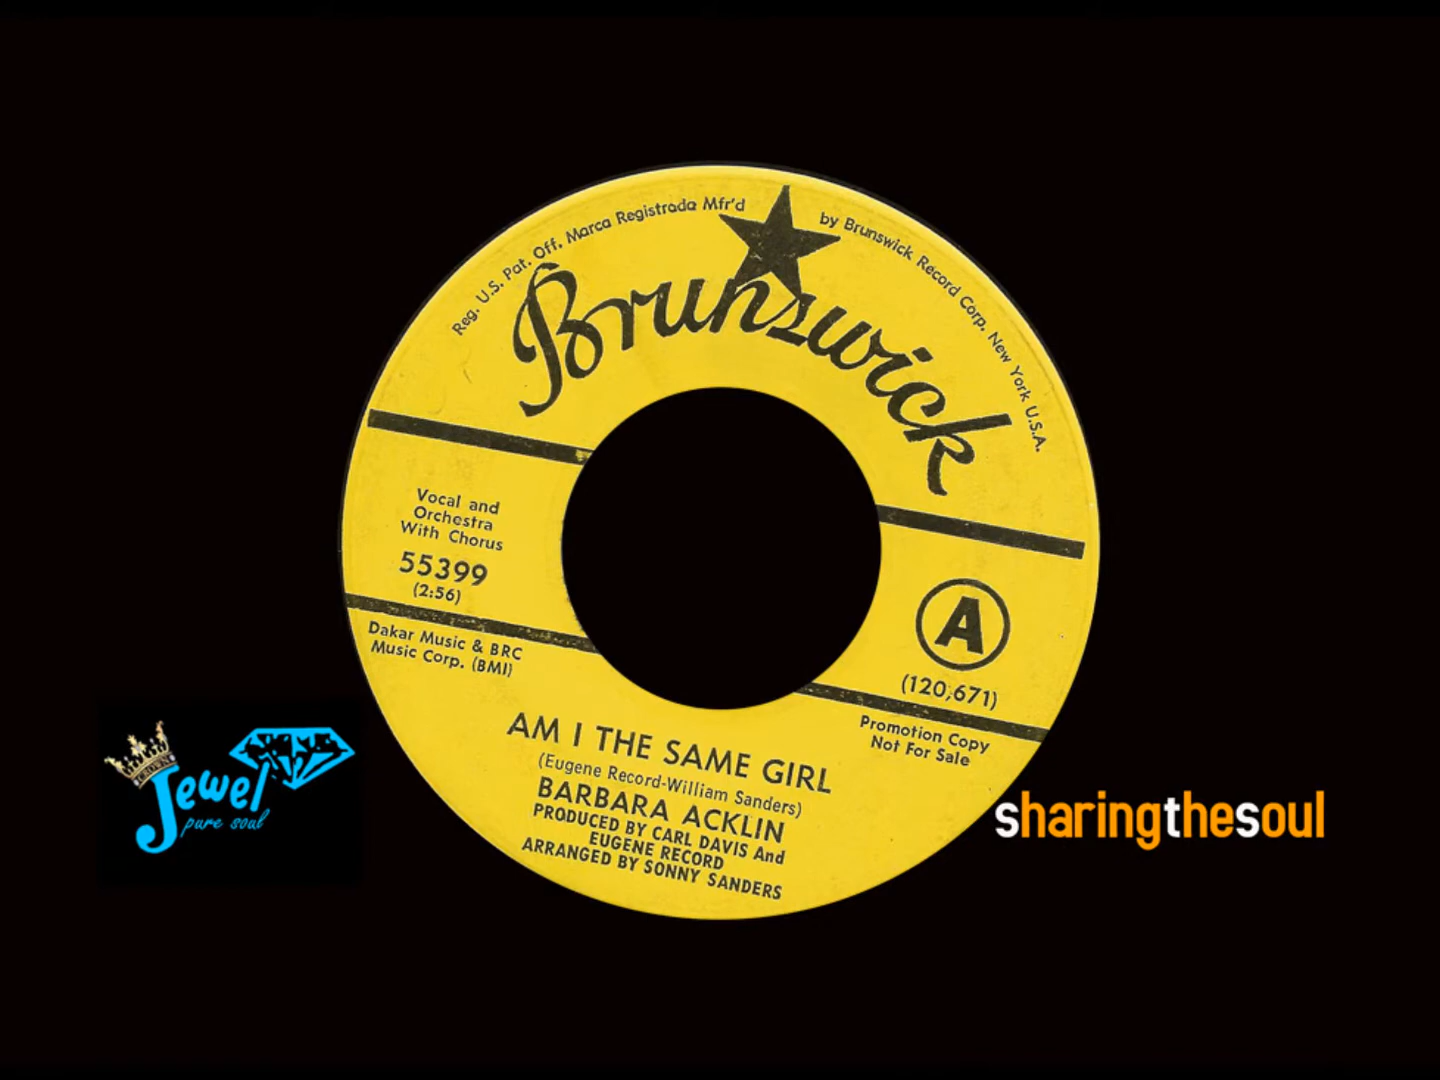 Reg. U.S. Pat. Off. Marca Registrada Mfr'd by Brunswick Record Corp. New York U.S.A.
Brunswick
Vocal and
Orchestra
With Chorus
55399
(2:56)
Dakar Music & BRC
Music Corp. (BMI)
A
(120,671)
Promotion Copy
Not For Sale
AM I THE SAME GIRL
(Eugene Record-William Sanders)
BARBARA ACKLIN
PRODUCED BY CARL DAVIS And
EUGENE RECORD
ARRANGED BY SONNY SANDERS
CROWN
Jewel
pure soul
sharingthesoul